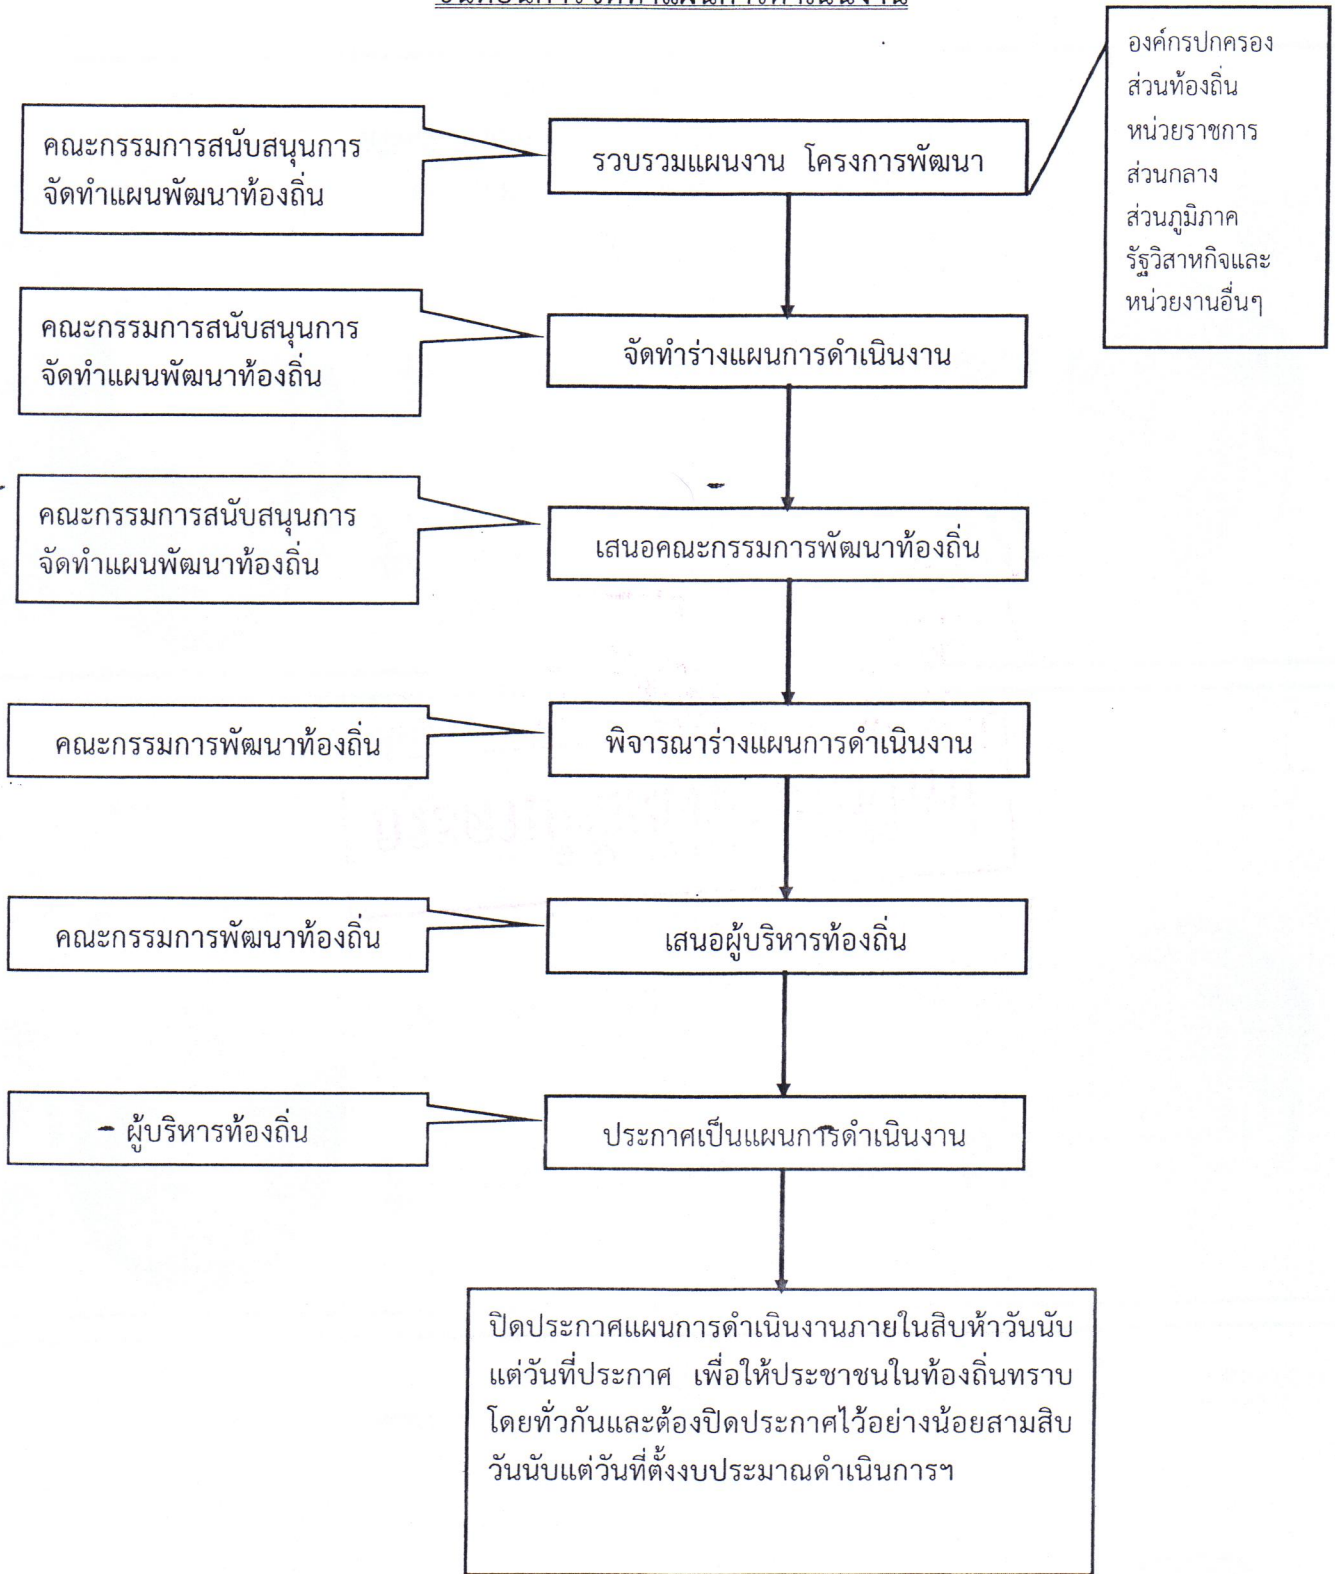 องค์กรปกครอง
ส่วนท้องถิ่น
หน่วยราชการ
ส่วนกลาง
ส่วนภูมิภาค
รัฐวิสาหกิจและ
หน่วยงานอื่นๆ
คณะกรรมการสนับสนุนการ
จัดทำแผนพัฒนาท้องถิ่น
รวบรวมแผนงาน โครงการพัฒนา
คณะกรรมการสนับสนุนการ
จัดทำแผนพัฒนาท้องถิ่น
จัดทำร่างแผนการดำเนินงาน
คณะกรรมการสนับสนุนการ
จัดทำแผนพัฒนาท้องถิ่น
เสนอคณะกรรมการพัฒนาท้องถิ่น
คณะกรรมการพัฒนาท้องถิ่น
พิจารณาร่างแผนการดำเนินงาน
คณะกรรมการพัฒนาท้องถิ่น
เสนอผู้บริหารท้องถิ่น
ผู้บริหารท้องถิ่น
ประกาศเป็นแผนการดำเนินงาน
ปิดประกาศแผนการดำเนินงานภายในสิบห้าวันนับ
แต่วันที่ประกาศ เพื่อให้ประชาชนในท้องถิ่นทราบ
โดยทั่วกันและต้องปิดประกาศไว้อย่างน้อยสามสิบ
วันนับแต่วันที่ตั้งงบประมาณดำเนินการฯ